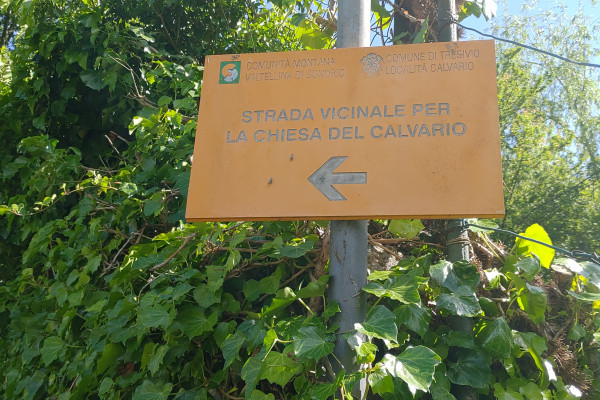 COMUNITÀ MONTANA
VALTELLINA DI SONDRIO
COMUNE DI TRESIVIO
LOCALITÀ CALVARIO
STRADA VICINALE PER
LA CHIESA DEL CALVARIO